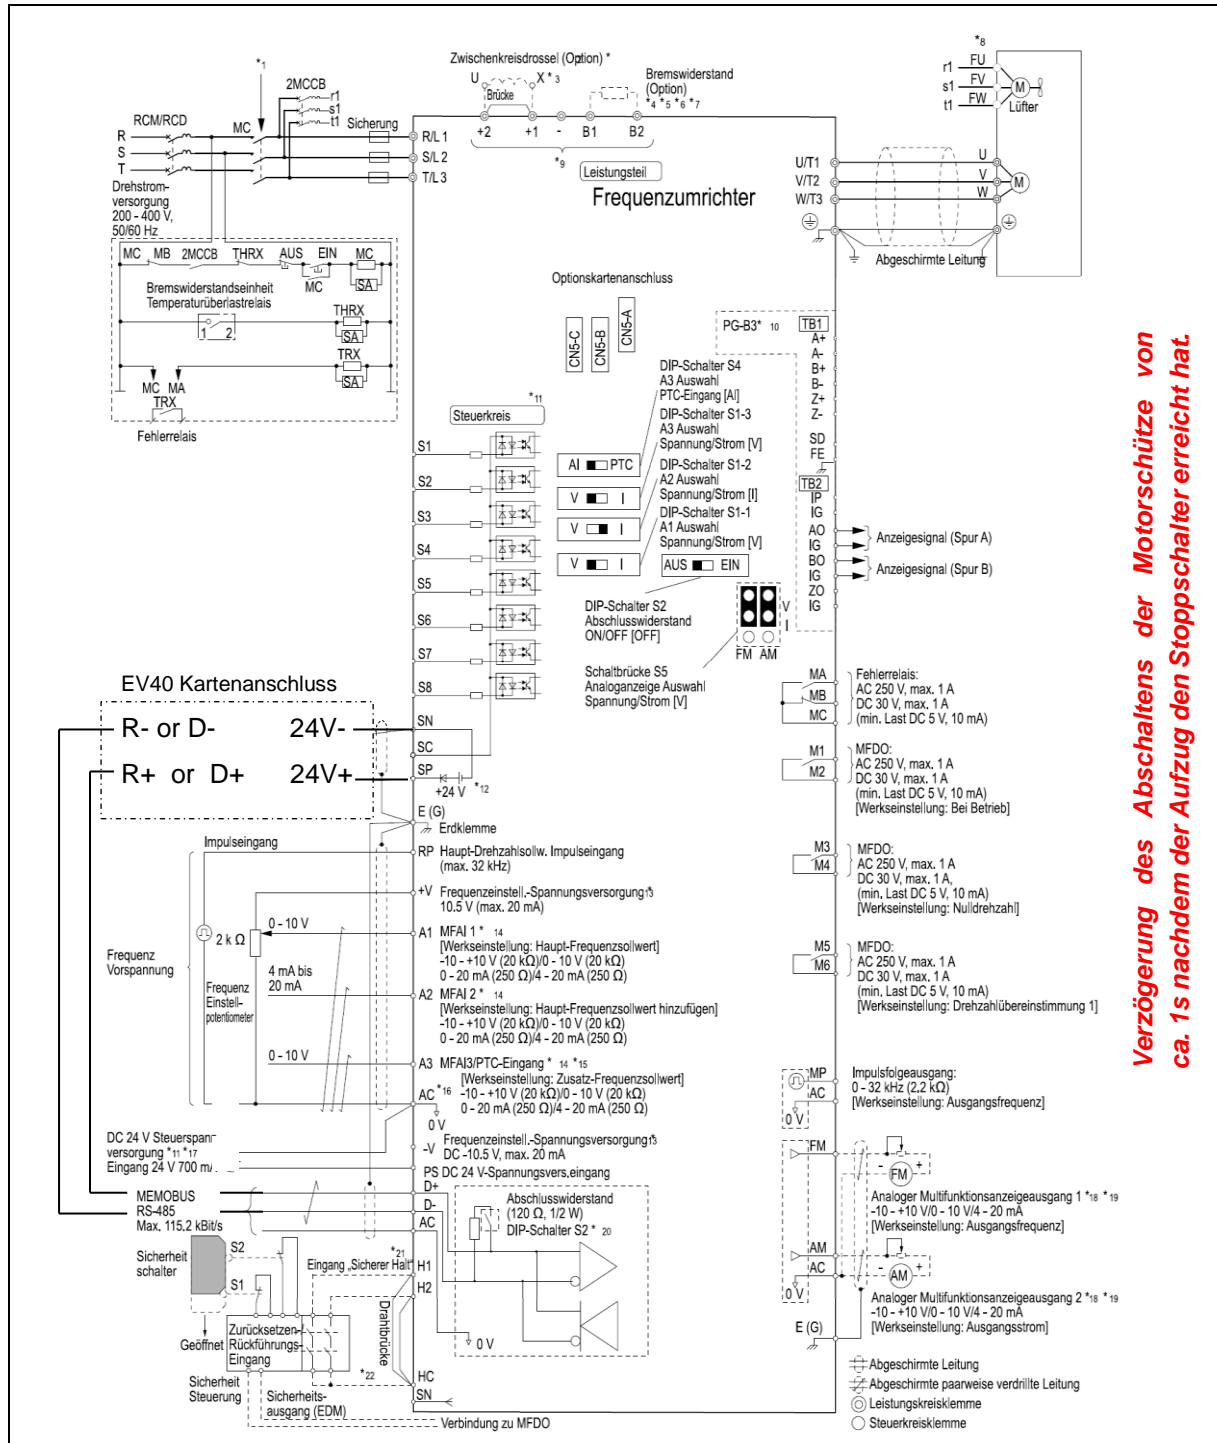 *1
2MCCB
r1
s1
t1
RCM/RCD
MC
Sicherung
R
S
T
R/L 1
S/L 2
T/L 3
Drehstrom-
versorgung
200 - 400 V,
50/60 Hz
Zwischenkreisdrossel (Option) *
U
X * 3
Brücke
Bremswiderstand
(Option)
*4 *5 *6 *7
+2
+1
-
B1
B2
*9
Leistungsteil
Frequenzumrichter
*8
r1
FU
s1
FV
t1
FW
M
Lüfter
U/T1
U
V/T2
V
W/T3
W
M
Abgeschirmte Leitung
MC
MB
2MCCB
THRX
AUS
EIN
MC
MC
SA
Bremswiderstandseinheit
Temperaturüberlastrelais
1 2
THRX
SA
TRX
SA
MC MA
TRX
Fehlerrelais
Optionskartenanschluss
CN5-C
CN5-B
CN5-A
*11
Steuerkreis
S1
S2
S3
S4
S5
S6
S7
S8
DIP-Schalter S4
A3 Auswahl
PTC-Eingang [AI]
DIP-Schalter S1-3
A3 Auswahl
Spannung/Strom [V]
DIP-Schalter S1-2
A2 Auswahl
Spannung/Strom [I]
DIP-Schalter S1-1
A1 Auswahl
Spannung/Strom [V]
AI PTC
V I
V I
V I
AUS EIN
DIP-Schalter S2
Abschlusswiderstand
ON/OFF [OFF]
V
I
FM AM
Schaltbrücke S5
Analoganzeige Auswahl
Spannung/Strom [V]
PG-B3* 10
TB1
A+
A-
B+
B-
Z+
Z-
SD
FE
TB2
IP
IG
AO
IG
BO
IG
ZO
IG
Anzeigesignal (Spur A)
Anzeigesignal (Spur B)
MA
MB
MC
Fehlerrelais:
AC 250 V, max. 1 A
DC 30 V, max. 1 A
(min. Last DC 5 V, 10 mA)
M1
M2
MFDO:
AC 250 V, max. 1 A
DC 30 V, max. 1 A
(min. Last DC 5 V, 10 mA)
[Werkseinstellung: Bei Betrieb]
M3
M4
MFDO:
AC 250 V, max. 1 A
DC 30 V, max. 1 A,
(min. Last DC 5 V, 10 mA)
[Werkseinstellung: Nulldrehzahl]
M5
M6
MFDO:
AC 250 V, max. 1 A
DC 30 V, max. 1 A
(min. Last DC 5 V, 10 mA)
[Werkseinstellung: Drehzahlübereinstimmung 1]
EV40 Kartenanschluss
R- or D- 24V-
R+ or D+ 24V+
SN
SC
SP
+24 V
*12
E (G)
Erdklemme
Impulseingang
RP Haupt-Drehzahlsollw. Impulseingang
(max. 32 kHz)
+V Frequenzeinstell.-Spannungsversorgung*13
10.5 V (max. 20 mA)
0 - 10 V
2 k Ω
A1 MFAI 1 * 14
[Werkseinstellung: Haupt-Frequenzsollwert]
-10 - +10 V (20 kΩ)/0 - 10 V (20 kΩ)
0 - 20 mA (250 Ω)/4 - 20 mA (250 Ω)
Frequenz
Vorspannung
4 mA bis
20 mA
Frequenz
Einstell-
potentiometer
A2 MFAI 2 * 14
[Werkseinstellung: Haupt-Frequenzsollwert hinzufügen]
-10 - +10 V (20 kΩ)/0 - 10 V (20 kΩ)
0 - 20 mA (250 Ω)/4 - 20 mA (250 Ω)
0 - 10 V
A3 MFAI3/PTC-Eingang * 14 *15
[Werkseinstellung: Zusatz-Frequenzsollwert]
-10 - +10 V (20 kΩ)/0 - 10 V (20 kΩ)
0 - 20 mA (250 Ω)/4 - 20 mA (250 Ω)
AC *16
0 V
-V Frequenzeinstell.-Spannungsversorgung*13
DC -10.5 V, max. 20 mA
DC 24 V Steuerspan
versorgung *11 *17
Eingang 24 V 700 m
PS DC 24 V-Spannungsvers.eingang
D+
D-
AC
MEMOBUS
RS-485
Max. 115.2 kBit/s
Abschlusswiderstand
(120 Ω, 1/2 W)
DIP-Schalter S2 * 20
0 V
Sicherheit
schalter
S2
S1
*21
Eingang „Sicherer Halt“
H1
H2
Drahtbrücke
HC
SN
Geöffnet
Zurücksetzen/
Rückführungs-
Eingang
*22
Sicherheit
Steuerung
Sicherheits-
ausgang (EDM)
Verbindung zu MFDO
MP
AC
0 V
Impulsfolgeausgang:
0 - 32 kHz (2,2 kΩ)
[Werkseinstellung: Ausgangsfrequenz]
FM
- +
FM
Analoger Multifunktionsanzeigeausgang 1 *18 *19
-10 - +10 V/0 - 10 V/4 - 20 mA
[Werkseinstellung: Ausgangsfrequenz]
AM
AC
0 V
- +
AM
Analoger Multifunktionsanzeigeausgang 2 *18 *19
-10 - +10 V/0 - 10 V/4 - 20 mA
[Werkseinstellung: Ausgangsstrom]
E (G)
Abgeschirmte Leitung
Abgeschirmte paarweise verdrillte Leitung
Leistungskreisklemme
Steuerkreisklemme
Verzögerung des Abschaltens der Motorschütze von
ca. 1s nachdem der Aufzug den Stoppschalter erreicht hat.